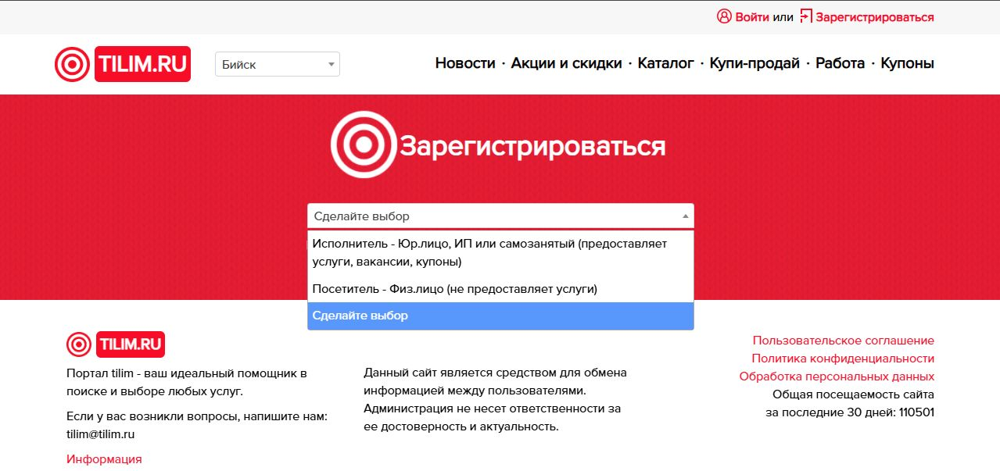 Войти или Зарегистрироваться
TILIM.RU
Бийск
Новости · Акции и скидки · Каталог · Купи-продай · Работа · Купоны
Зарегистрироваться
Сделайте выбор
Исполнитель - Юр.лицо, ИП или самозанятый (предоставляет
услуги, вакансии, купоны)
Посетитель - Физ.лицо (не предоставляет услуги)
Сделайте выбор
TILIM.RU
Портал tilim - ваш идеальный помощник в
поиске и выборе любых услуг.
Если у вас возникли вопросы, напишите нам:
tilim@tilim.ru
Информация
Данный сайт является средством для обмена
информацией между пользователями.
Администрация не несет ответственности за
ее достоверность и актуальность.
Пользовательское соглашение
Политика конфиденциальности
Обработка персональных данных
Общая посещаемость сайта
за последние 30 дней: 110501